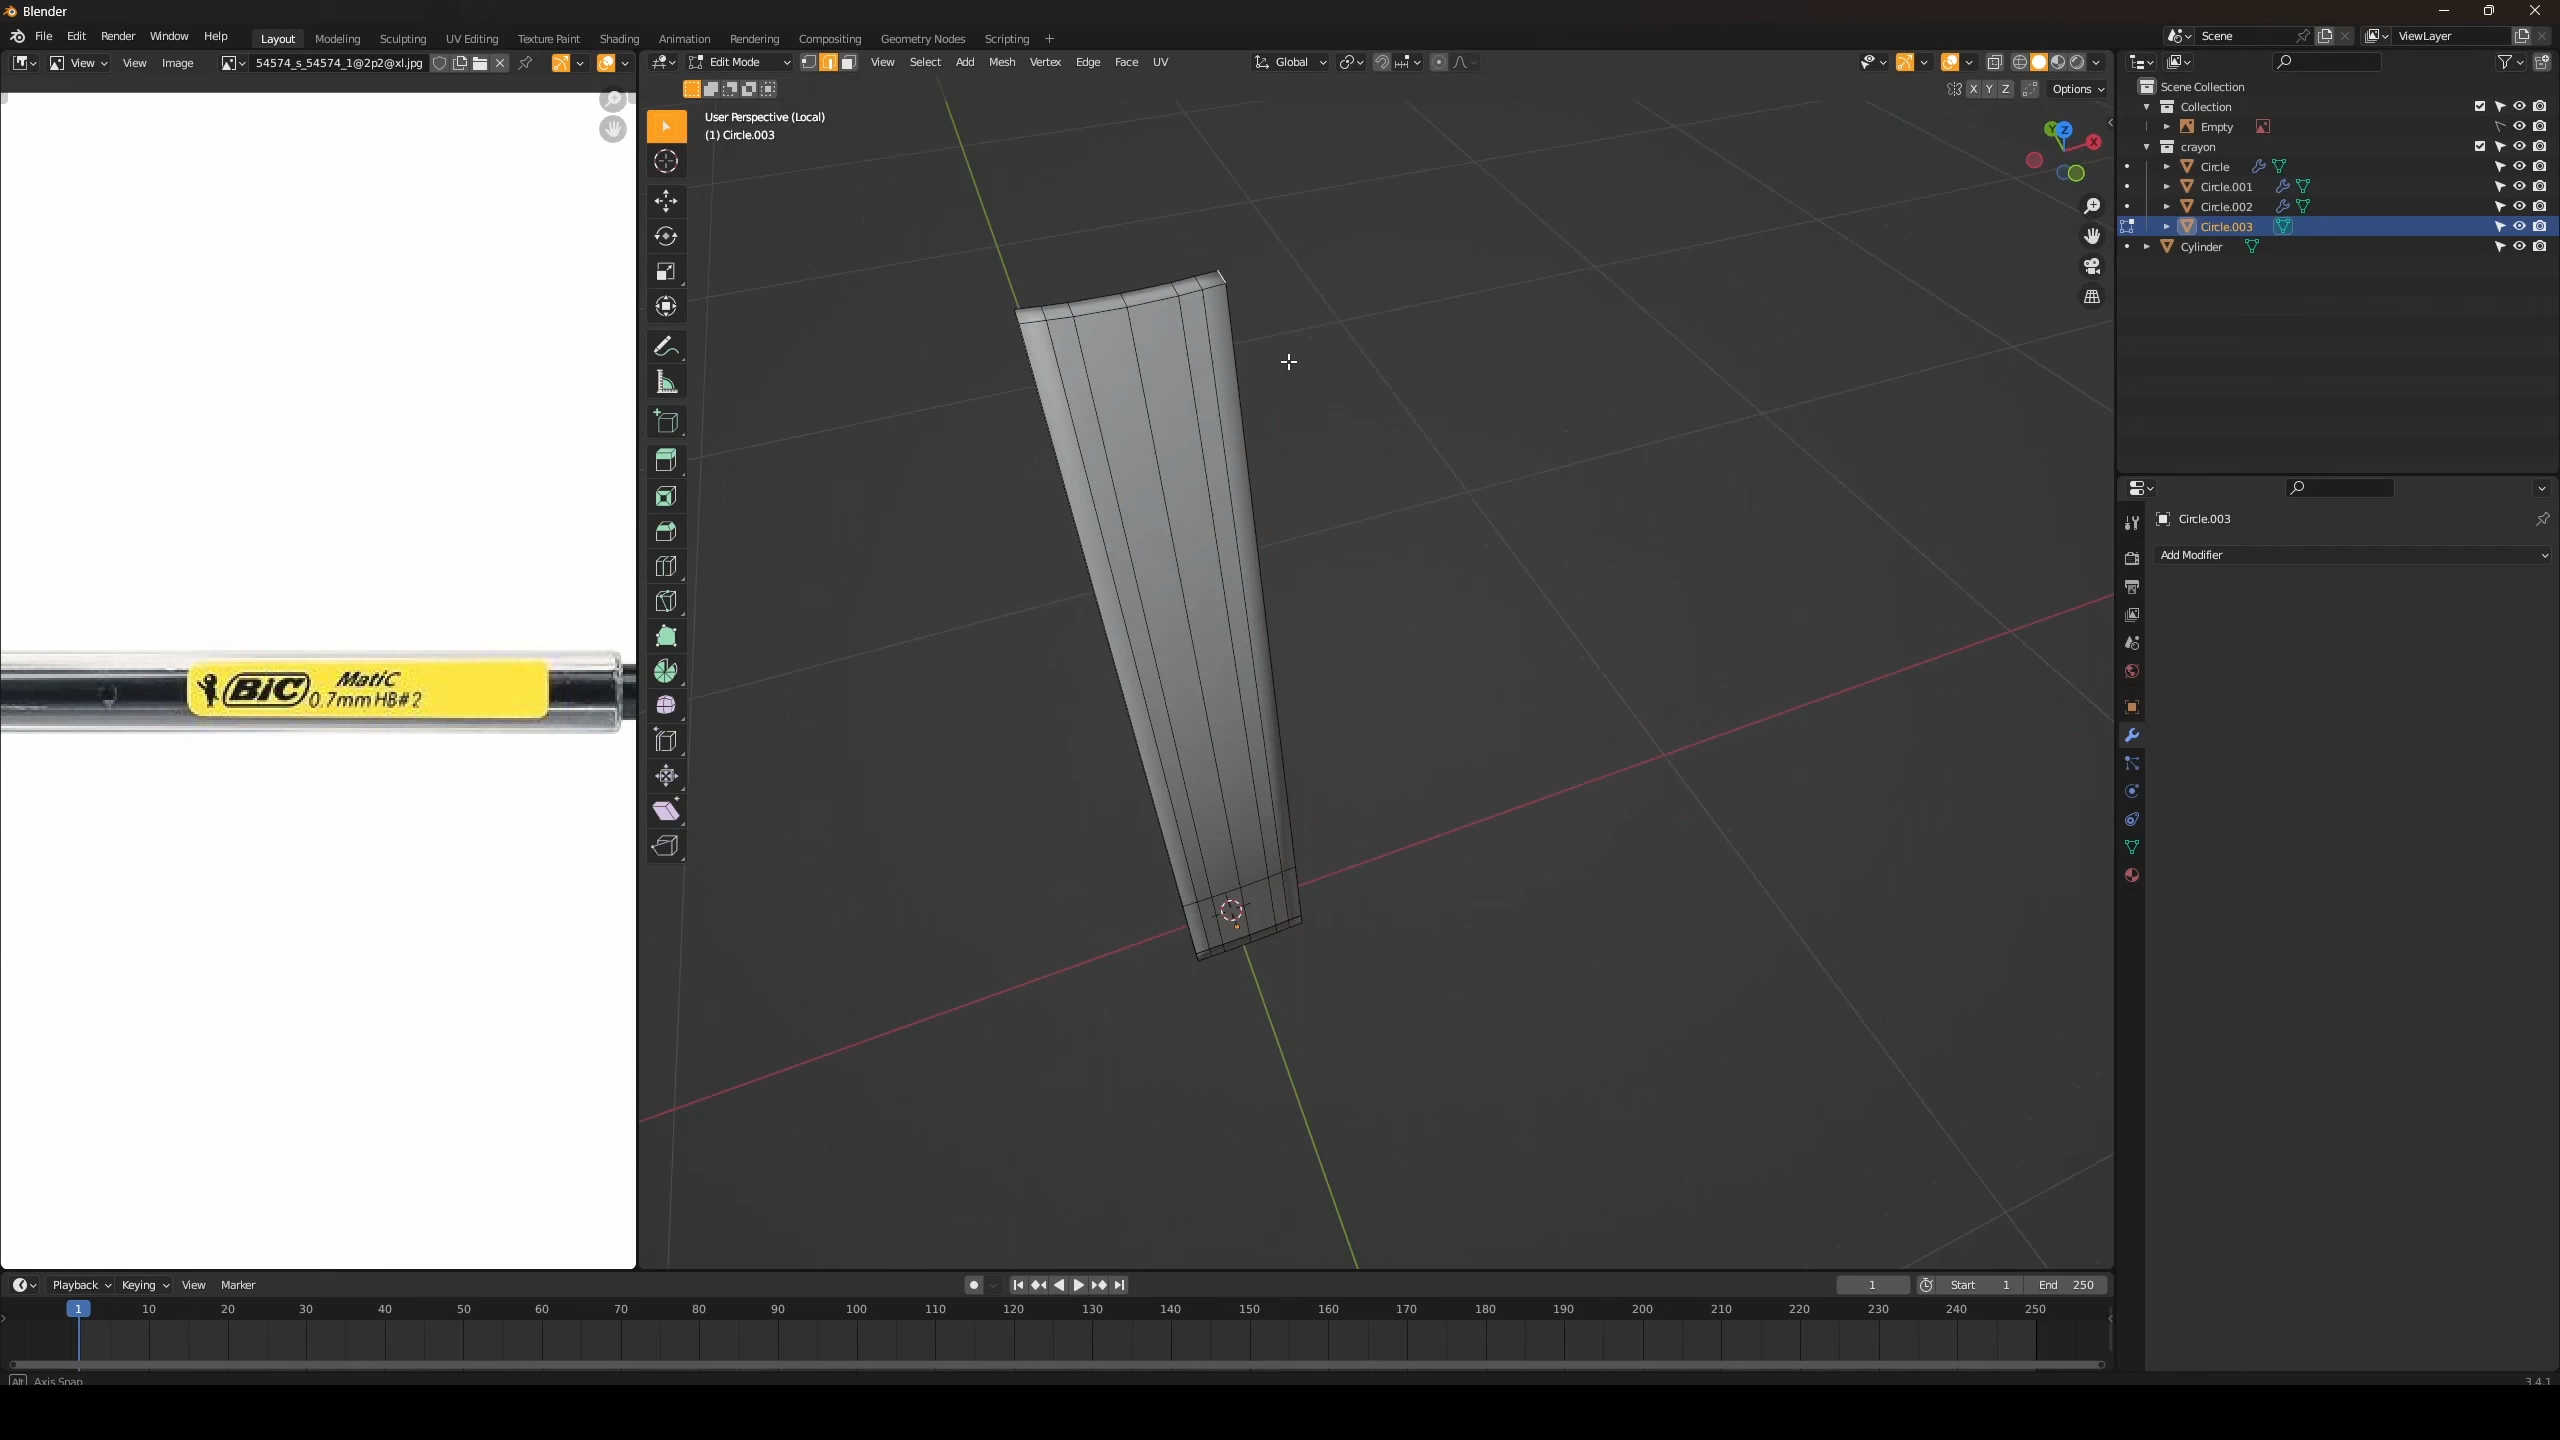 Blender
File Edit Render Window Help Layout Modeling Sculpting UV Editing Texture Paint Shading Animation Rendering Compositing Geometry Nodes Scripting + Scene ViewLayer
View View Image 54574_s_54574_1@2p2@xl.jpg Edit Mode View Select Add Mesh Vertex Edge Face UV Global
X Y Z Options
User Perspective (Local)
(1) Circle.003
Y Z X
Scene Collection
Collection
Empty
crayon
Circle
Circle.001
Circle.002
Circle.003
Cylinder
Circle.003
Add Modifier
BIC MatiC
0.7mm HB#2
Playback Keying View Marker 1 Start 1 End 250
1 10 20 30 40 50 60 70 80 90 100 110 120 130 140 150 160 170 180 190 200 210 220 230 240 250
Alt Axis Snap 3.4.1